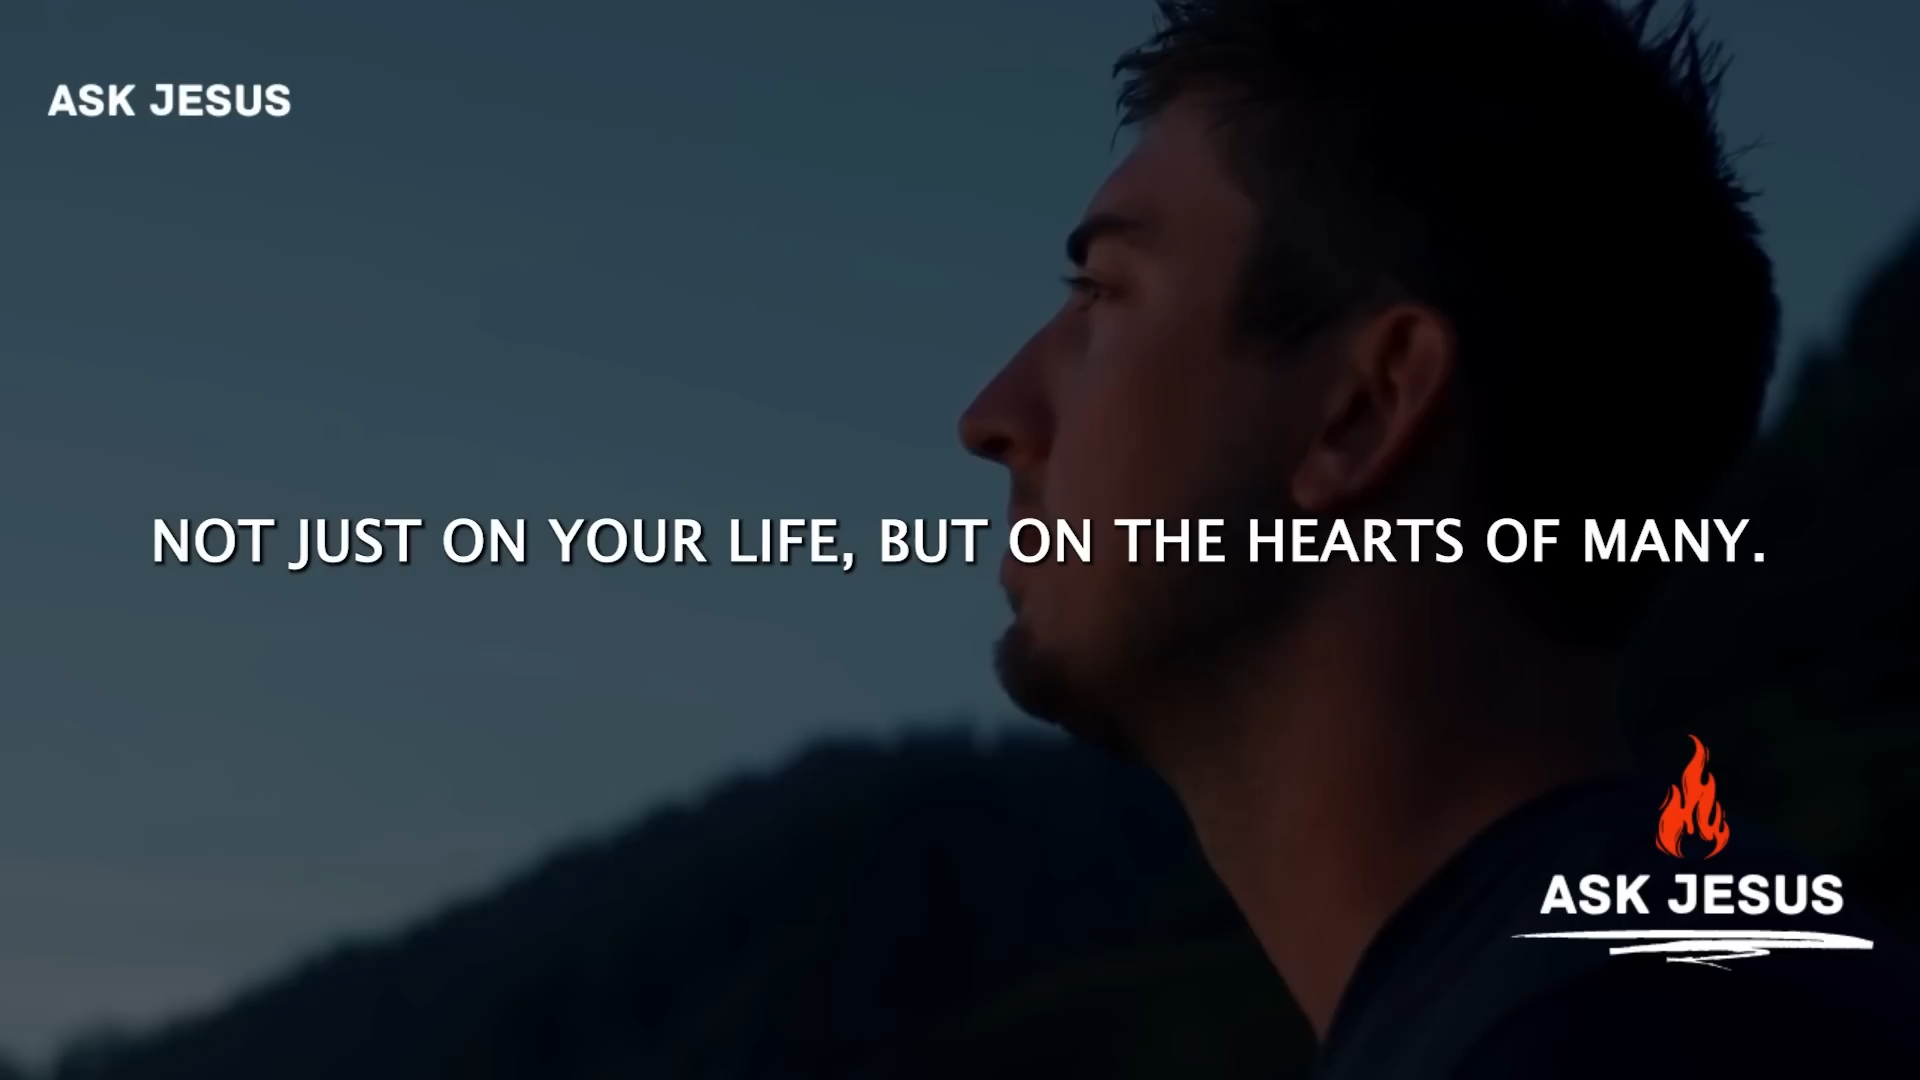 ASK JESUS
NOT JUST ON YOUR LIFE, BUT ON THE HEARTS OF MANY.
ASK JESUS